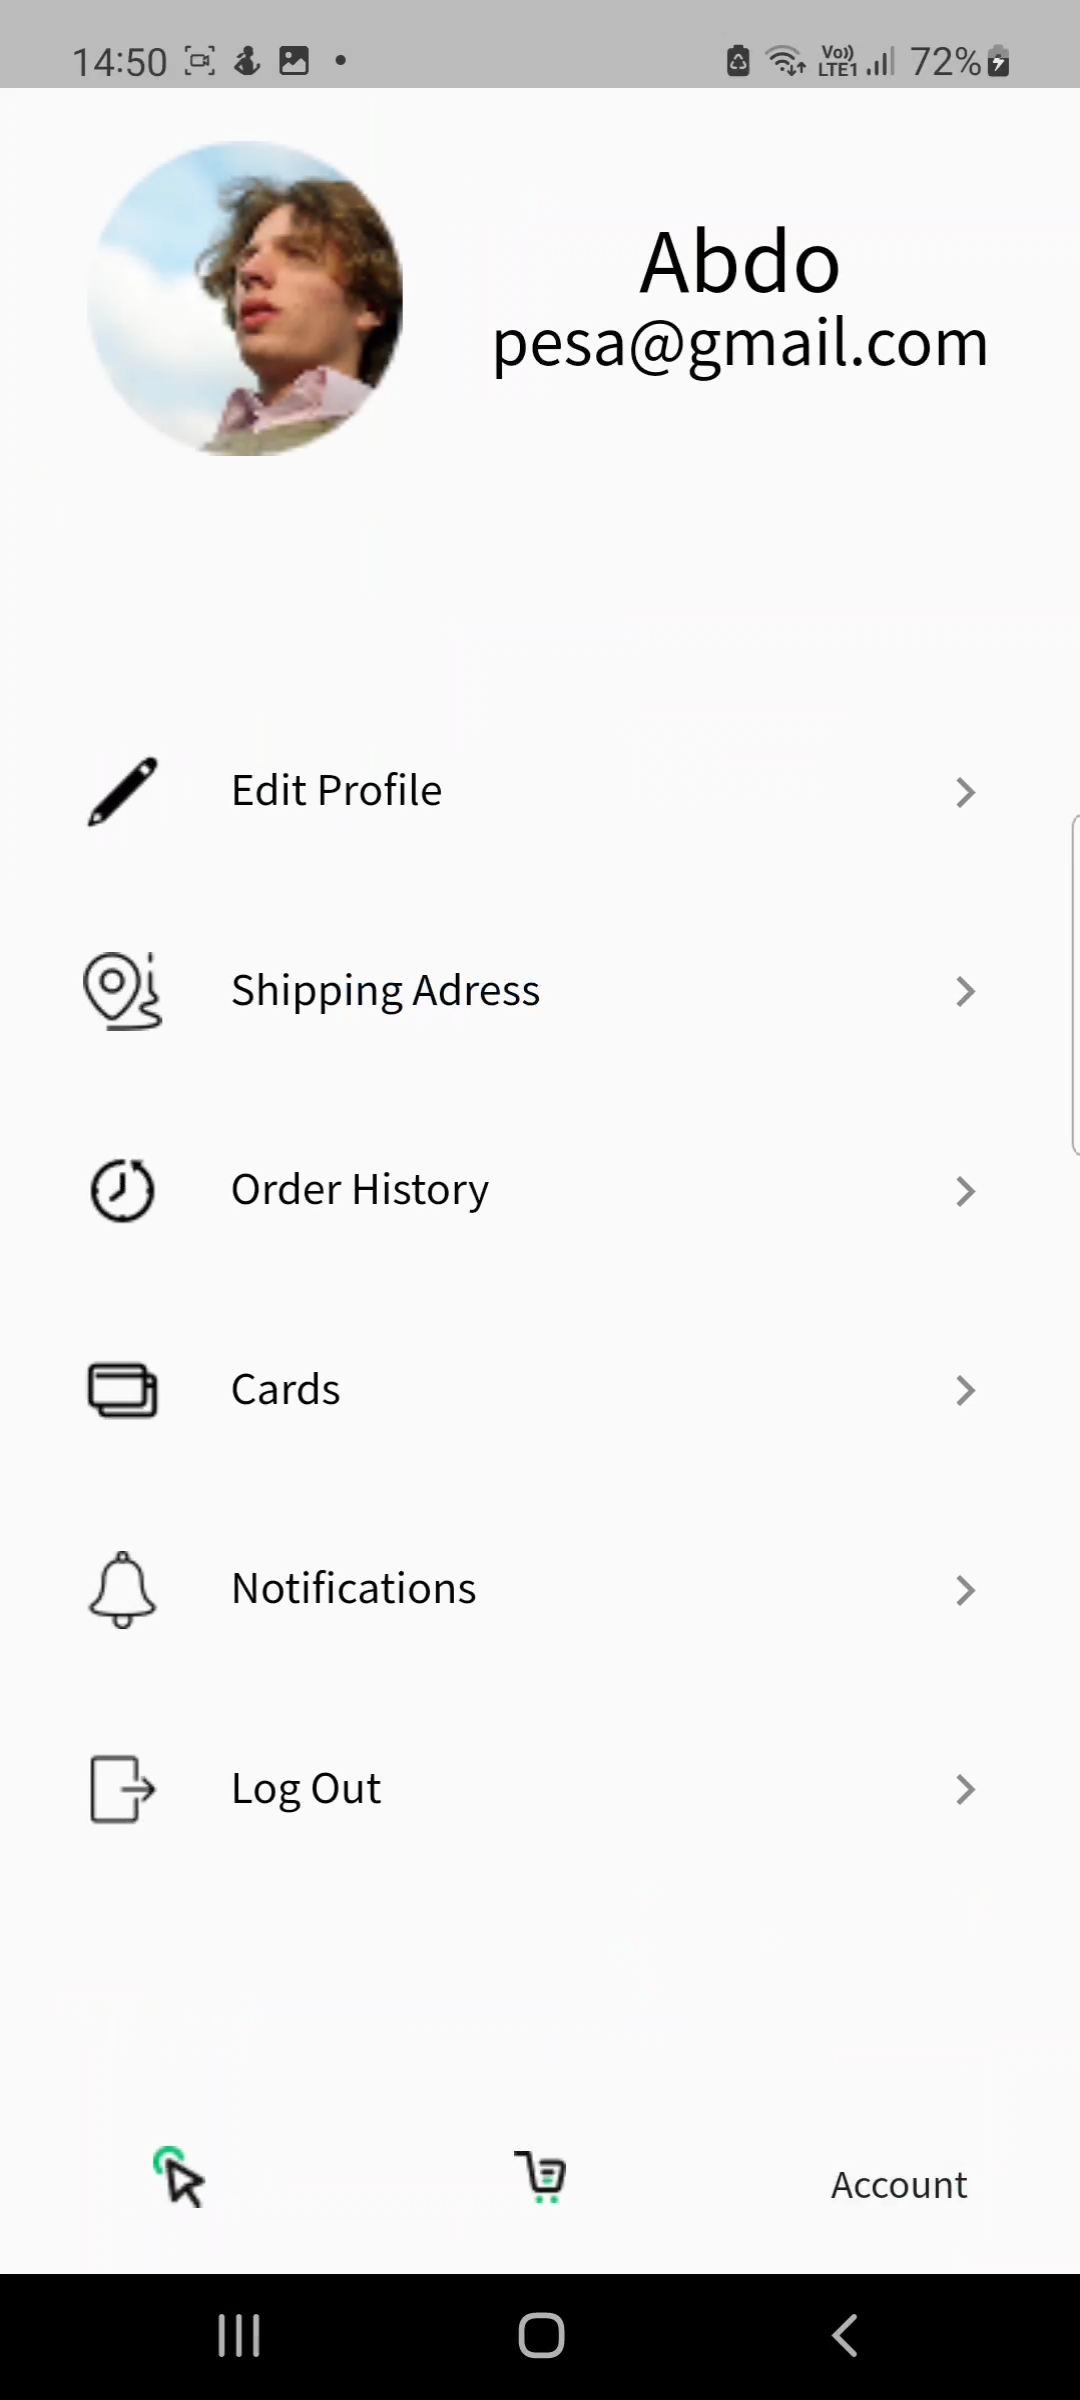 14:50 Vo)) LTE1 72%
Abdo
pesa@gmail.com
Edit Profile
Shipping Adress
Order History
Cards
Notifications
Log Out
Account